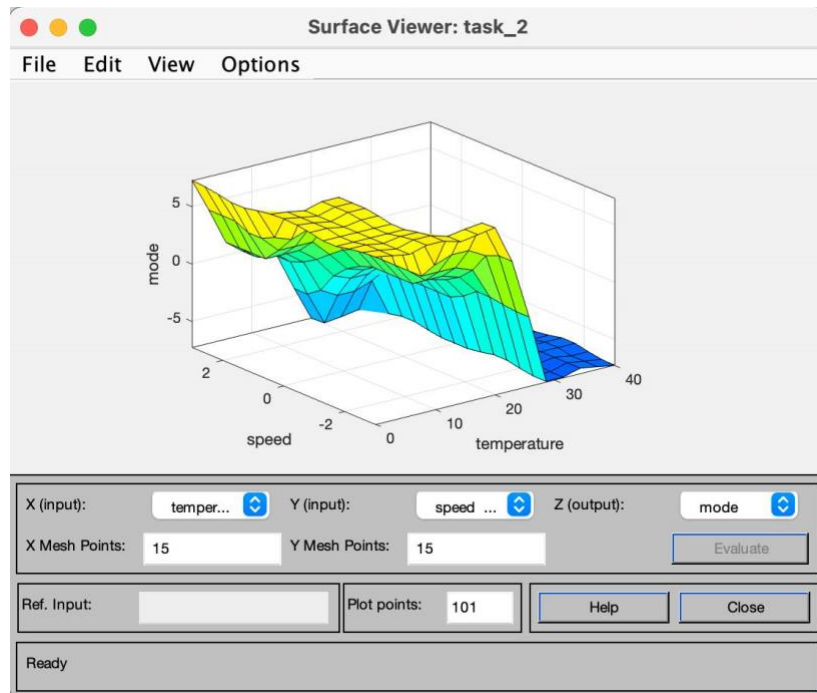 Surface Viewer: task_2
File Edit View Options
5
0
-5
mode
2
0
-2
speed
0
10
20
30
40
temperature
X (input): temper... Y (input): speed ... Z (output): mode
X Mesh Points: 15 Y Mesh Points: 15 Evaluate
Ref. Input: Plot points: 101 Help Close
Ready